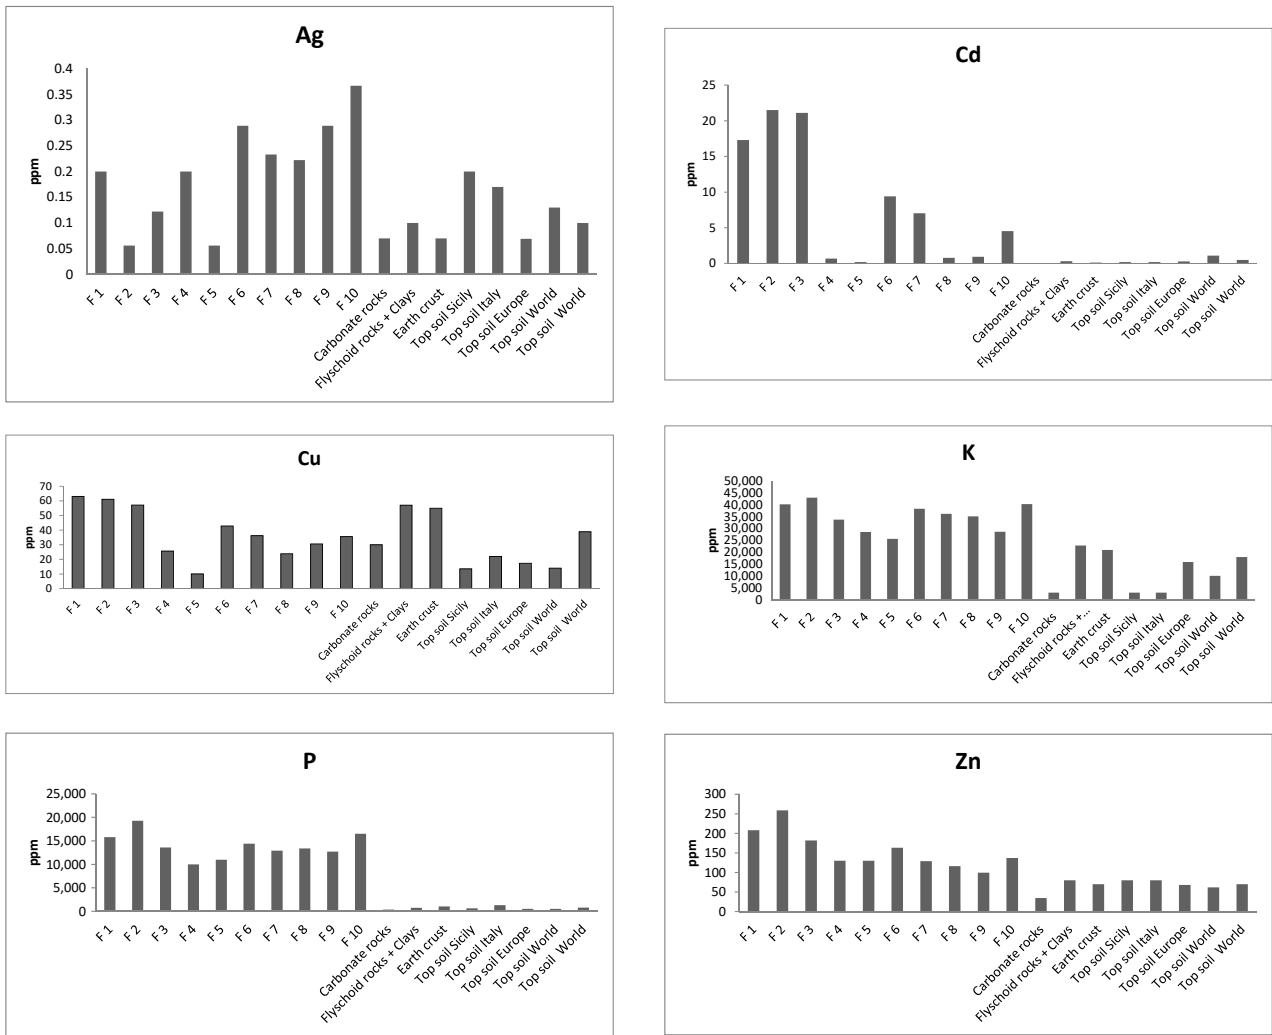 Ag
0.4
0.35
0.3
0.25
0.2
0.15
0.1
0.05
0
ppm
F 1
F 2
F 3
F 4
F 5
F 6
F 7
F 8
F 9
F 10
Carbonate rocks
Flyschoid rocks + Clays
Earth crust
Top soil Sicily
Top soil Italy
Top soil Europe
Top soil World
Top soil World
Cd
25
20
15
10
5
0
ppm
F 1
F 2
F 3
F 4
F 5
F 6
F 7
F 8
F 9
F 10
Carbonate rocks
Flyschoid rocks + Clays
Earth crust
Top soil Sicily
Top soil Italy
Top soil Europe
Top soil World
Top soil World
Cu
70
60
50
40
30
20
10
0
ppm
F 1
F 2
F 3
F 4
F 5
F 6
F 7
F 8
F 9
F 10
Carbonate rocks
Flyschoid rocks + Clays
Earth crust
Top soil Sicily
Top soil Italy
Top soil Europe
Top soil World
Top soil World
K
50,000
45,000
40,000
35,000
30,000
25,000
20,000
15,000
10,000
5,000
0
ppm
F 1
F 2
F 3
F 4
F 5
F 6
F 7
F 8
F 9
F 10
Carbonate rocks
Flyschoid rocks +...
Earth crust
Top soil Sicily
Top soil Italy
Top soil Europe
Top soil World
Top soil World
P
25,000
20,000
15,000
10,000
5,000
0
ppm
F 1
F 2
F 3
F 4
F 5
F 6
F 7
F 8
F 9
F 10
Carbonate rocks
Flyschoid rocks + Clays
Earth crust
Top soil Sicily
Top soil Italy
Top soil Europe
Top soil World
Top soil World
Zn
300
250
200
150
100
50
0
ppm
F 1
F 2
F 3
F 4
F 5
F 6
F 7
F 8
F 9
F 10
Carbonate rocks
Flyschoid rocks + Clays
Earth crust
Top soil Sicily
Top soil Italy
Top soil Europe
Top soil World
Top soil World